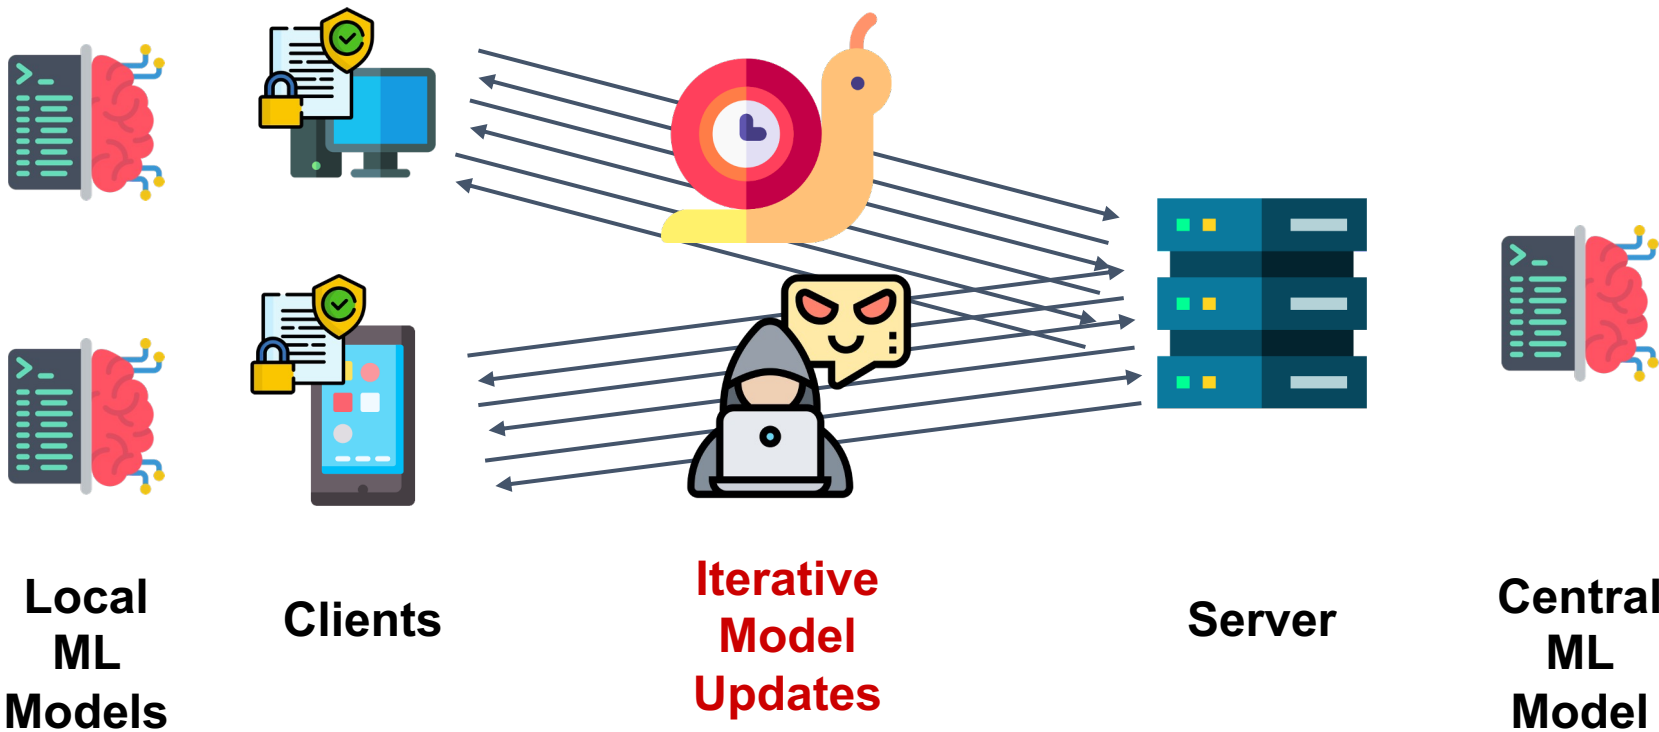 Local
ML
Models
Clients
Iterative
Model
Updates
Server
Central
ML
Model